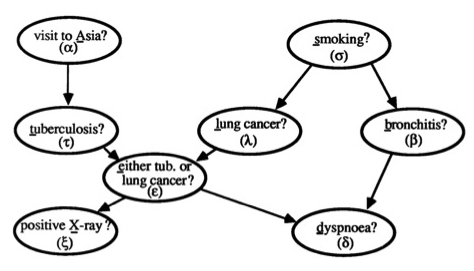 visit to Asia?
(α)
smoking?
(σ)
tuberculosis?
(τ)
lung cancer?
(λ)
bronchitis?
(β)
either tub. or
lung cancer?
(ε)
positive X-ray?
(ξ)
dyspnoea?
(δ)